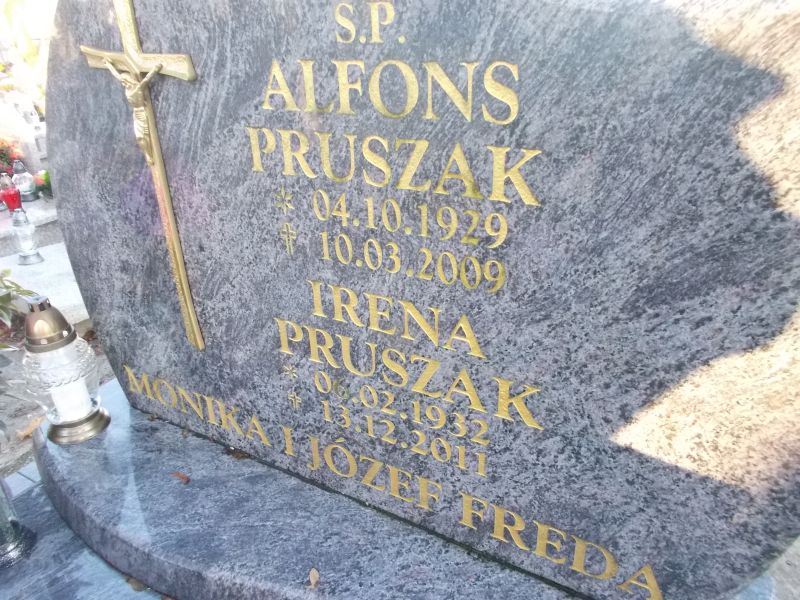 S.P.
ALFONS
PRUSZAK
* 04.10.1929
✝ 10.03.2009
IRENA
PRUSZAK
* 06.02.1932
✝ 13.12.2011
MONIKA I JÓZEF FREDA